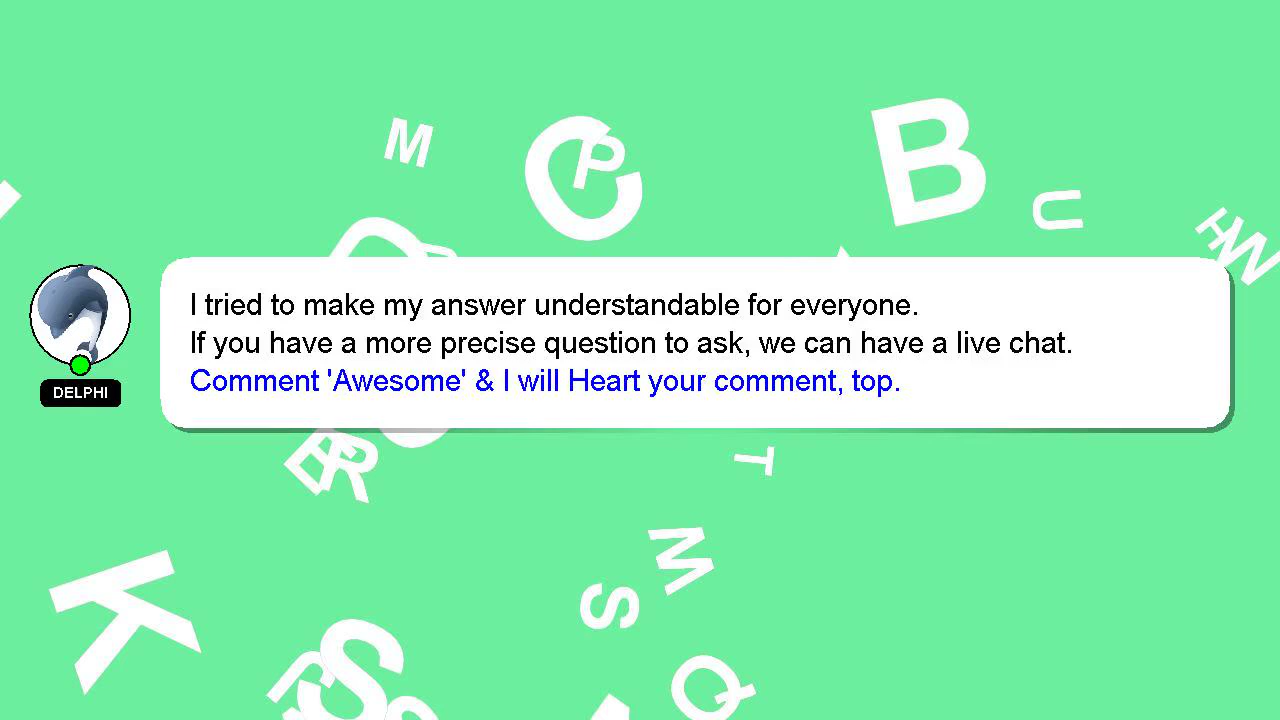 M
C
P
B
U
H
W
D
I tried to make my answer understandable for everyone.
If you have a more precise question to ask, we can have a live chat.
Comment 'Awesome' & I will Heart your comment, top.
DELPHI
R
T
K
M
S
S
Q